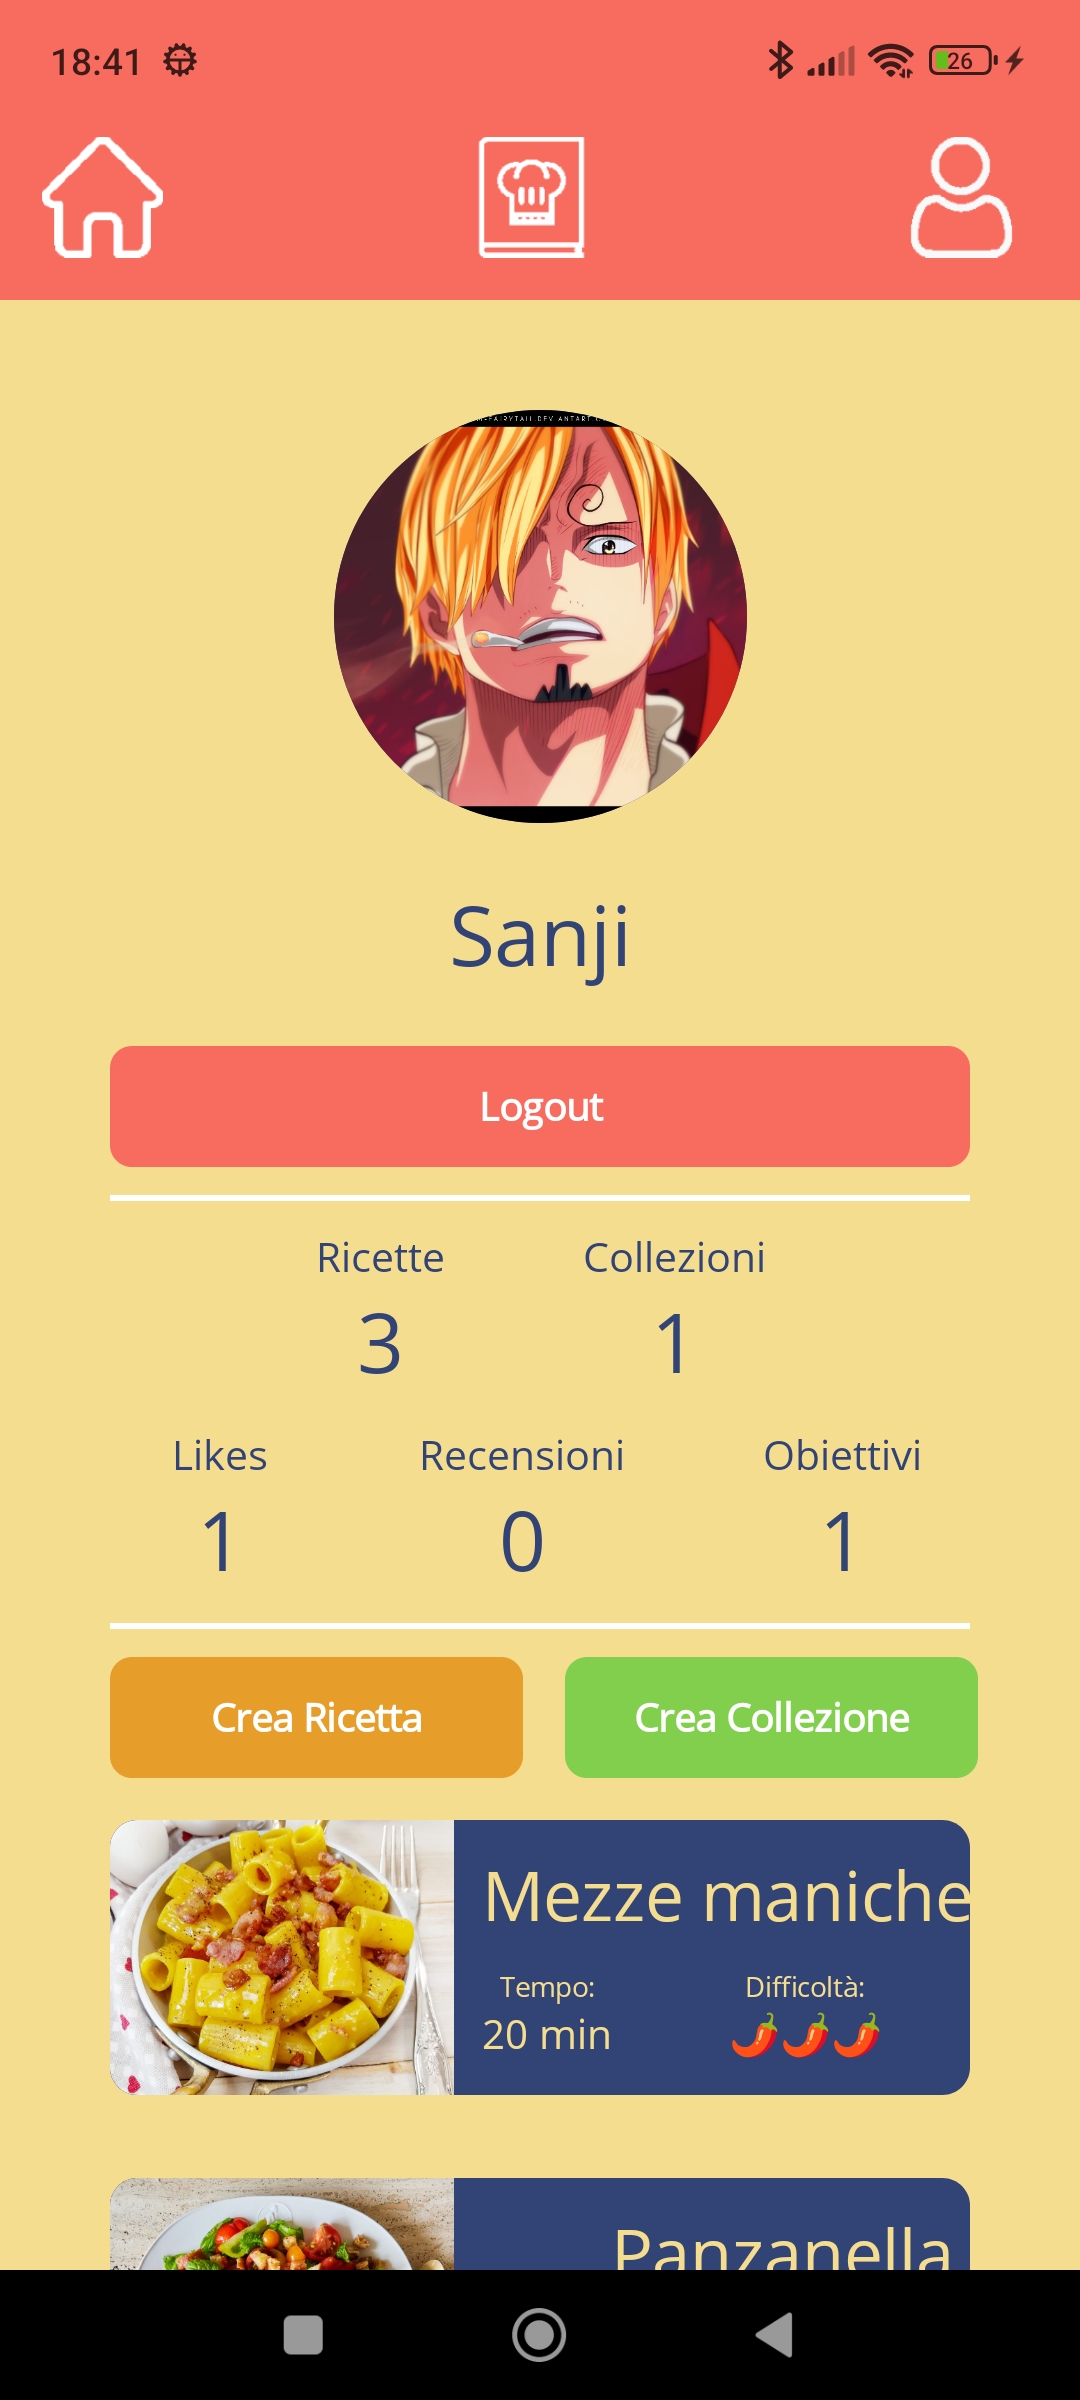 18:41
26
Sanji
Logout
Ricette
Collezioni
3
1
Likes
Recensioni
Obiettivi
1
0
1
Crea Ricetta
Crea Collezione
Mezze maniche
Tempo:
Difficoltà:
20 min
Panzanella